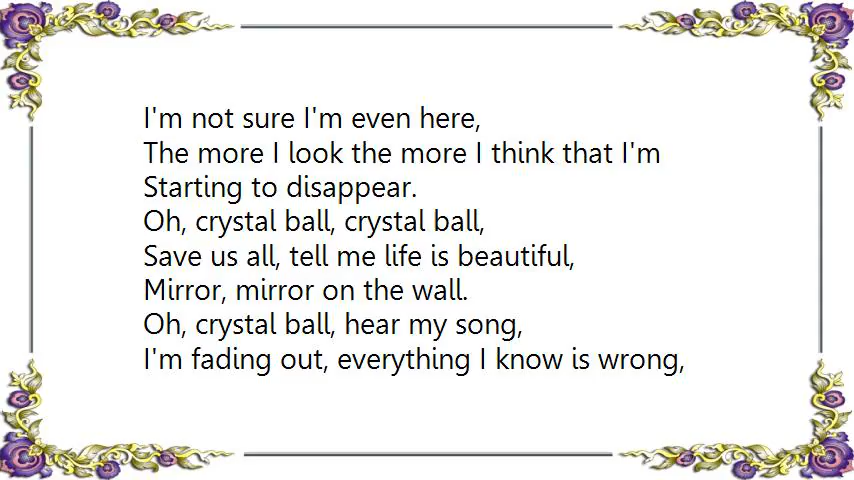 I'm not sure I'm even here,
The more I look the more I think that I'm
Starting to disappear.
Oh, crystal ball, crystal ball,
Save us all, tell me life is beautiful,
Mirror, mirror on the wall.
Oh, crystal ball, hear my song,
I'm fading out, everything I know is wrong,